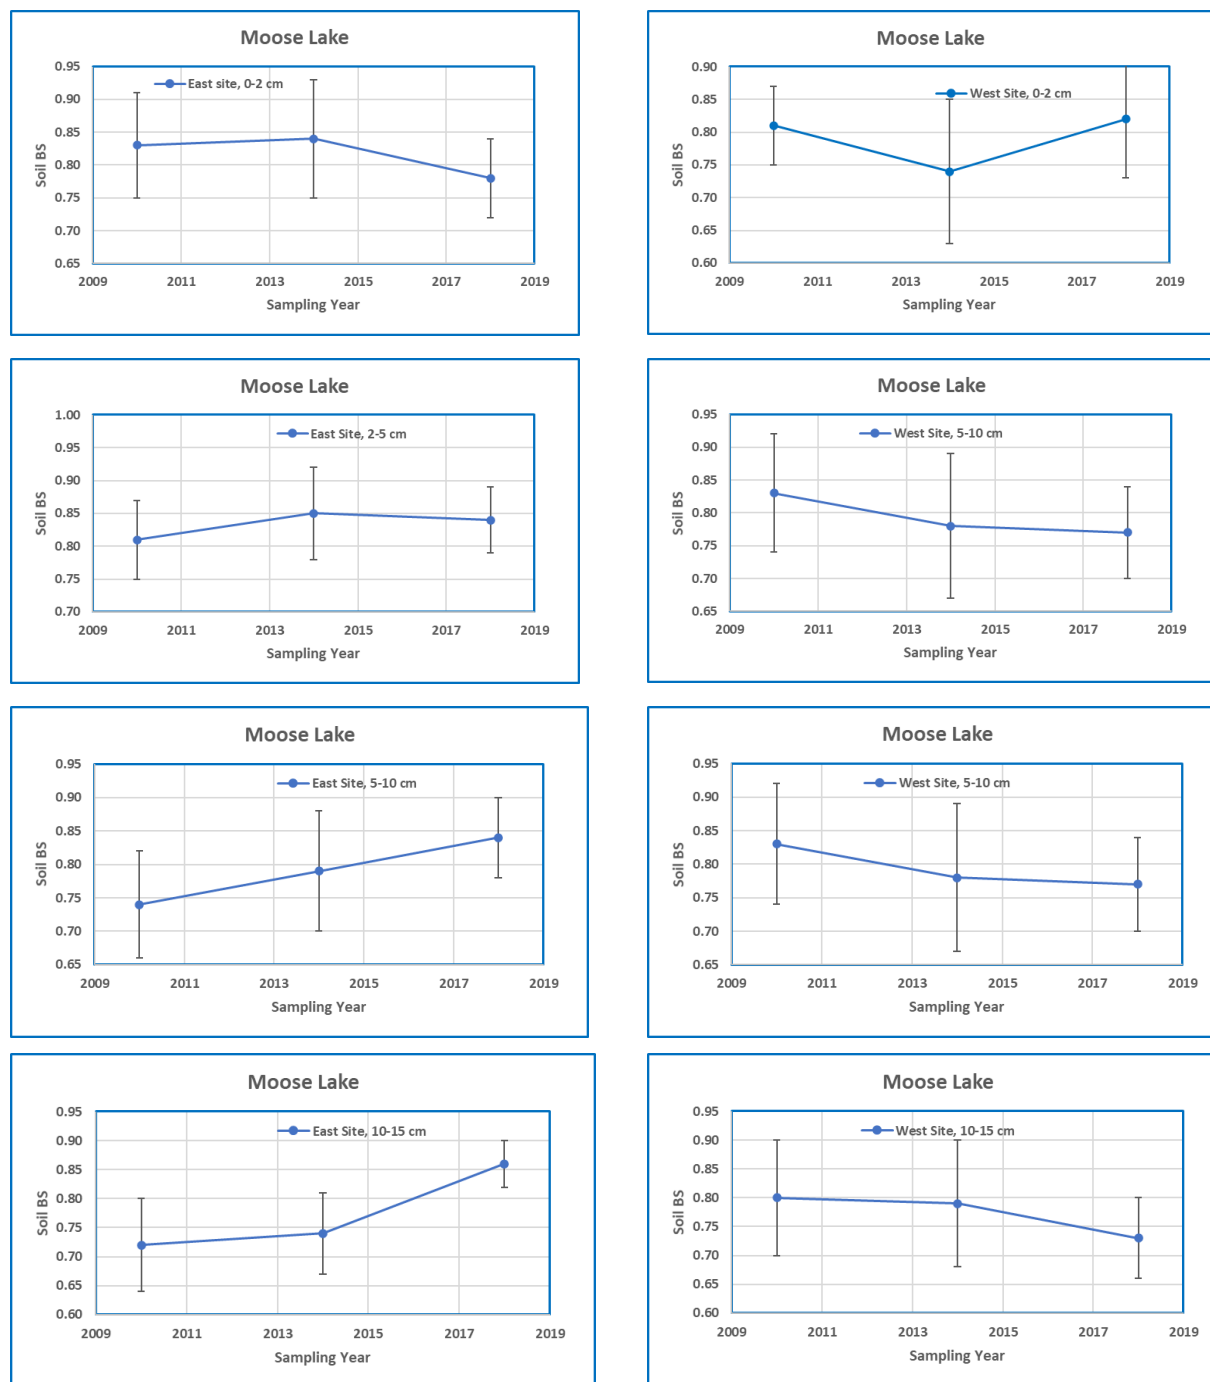 Moose Lake
East site, 0-2 cm
0.95
0.90
0.85
0.80
0.75
0.70
0.65
Soil BS
2009 2011 2013 2015 2017 2019
Sampling Year
Moose Lake
West Site, 0-2 cm
0.90
0.85
0.80
0.75
0.70
0.65
0.60
Soil BS
2009 2011 2013 2015 2017 2019
Sampling Year
Moose Lake
East Site, 2-5 cm
1.00
0.95
0.90
0.85
0.80
0.75
0.70
Soil BS
2009 2011 2013 2015 2017 2019
Sampling Year
Moose Lake
West Site, 5-10 cm
0.95
0.90
0.85
0.80
0.75
0.70
0.65
Soil BS
2009 2011 2013 2015 2017 2019
Sampling Year
Moose Lake
East Site, 5-10 cm
0.95
0.90
0.85
0.80
0.75
0.70
0.65
Soil BS
2009 2011 2013 2015 2017 2019
Sampling Year
Moose Lake
West Site, 5-10 cm
0.95
0.90
0.85
0.80
0.75
0.70
0.65
Soil BS
2009 2011 2013 2015 2017 2019
Sampling Year
Moose Lake
East Site, 10-15 cm
0.95
0.90
0.85
0.80
0.75
0.70
0.65
0.60
Soil BS
2009 2011 2013 2015 2017 2019
Sampling Year
Moose Lake
West Site, 10-15 cm
0.95
0.90
0.85
0.80
0.75
0.70
0.65
0.60
Soil BS
2009 2011 2013 2015 2017 2019
Sampling Year